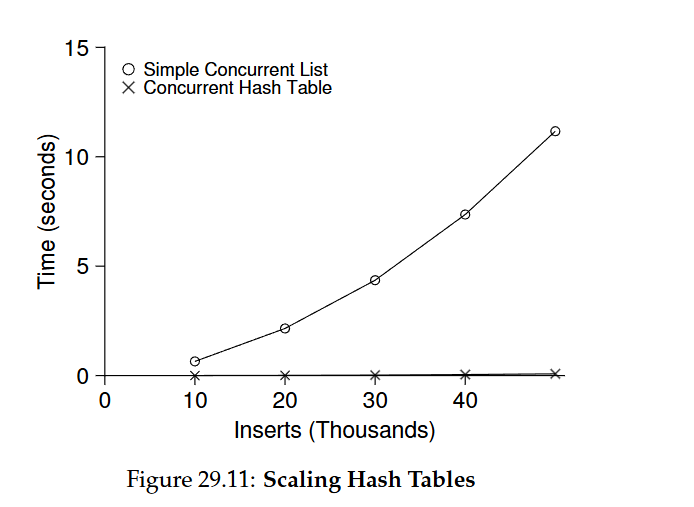 15
Simple Concurrent List
Concurrent Hash Table
10
Time (seconds)
5
0
0 10 20 30 40
Inserts (Thousands)
Figure 29.11: Scaling Hash Tables